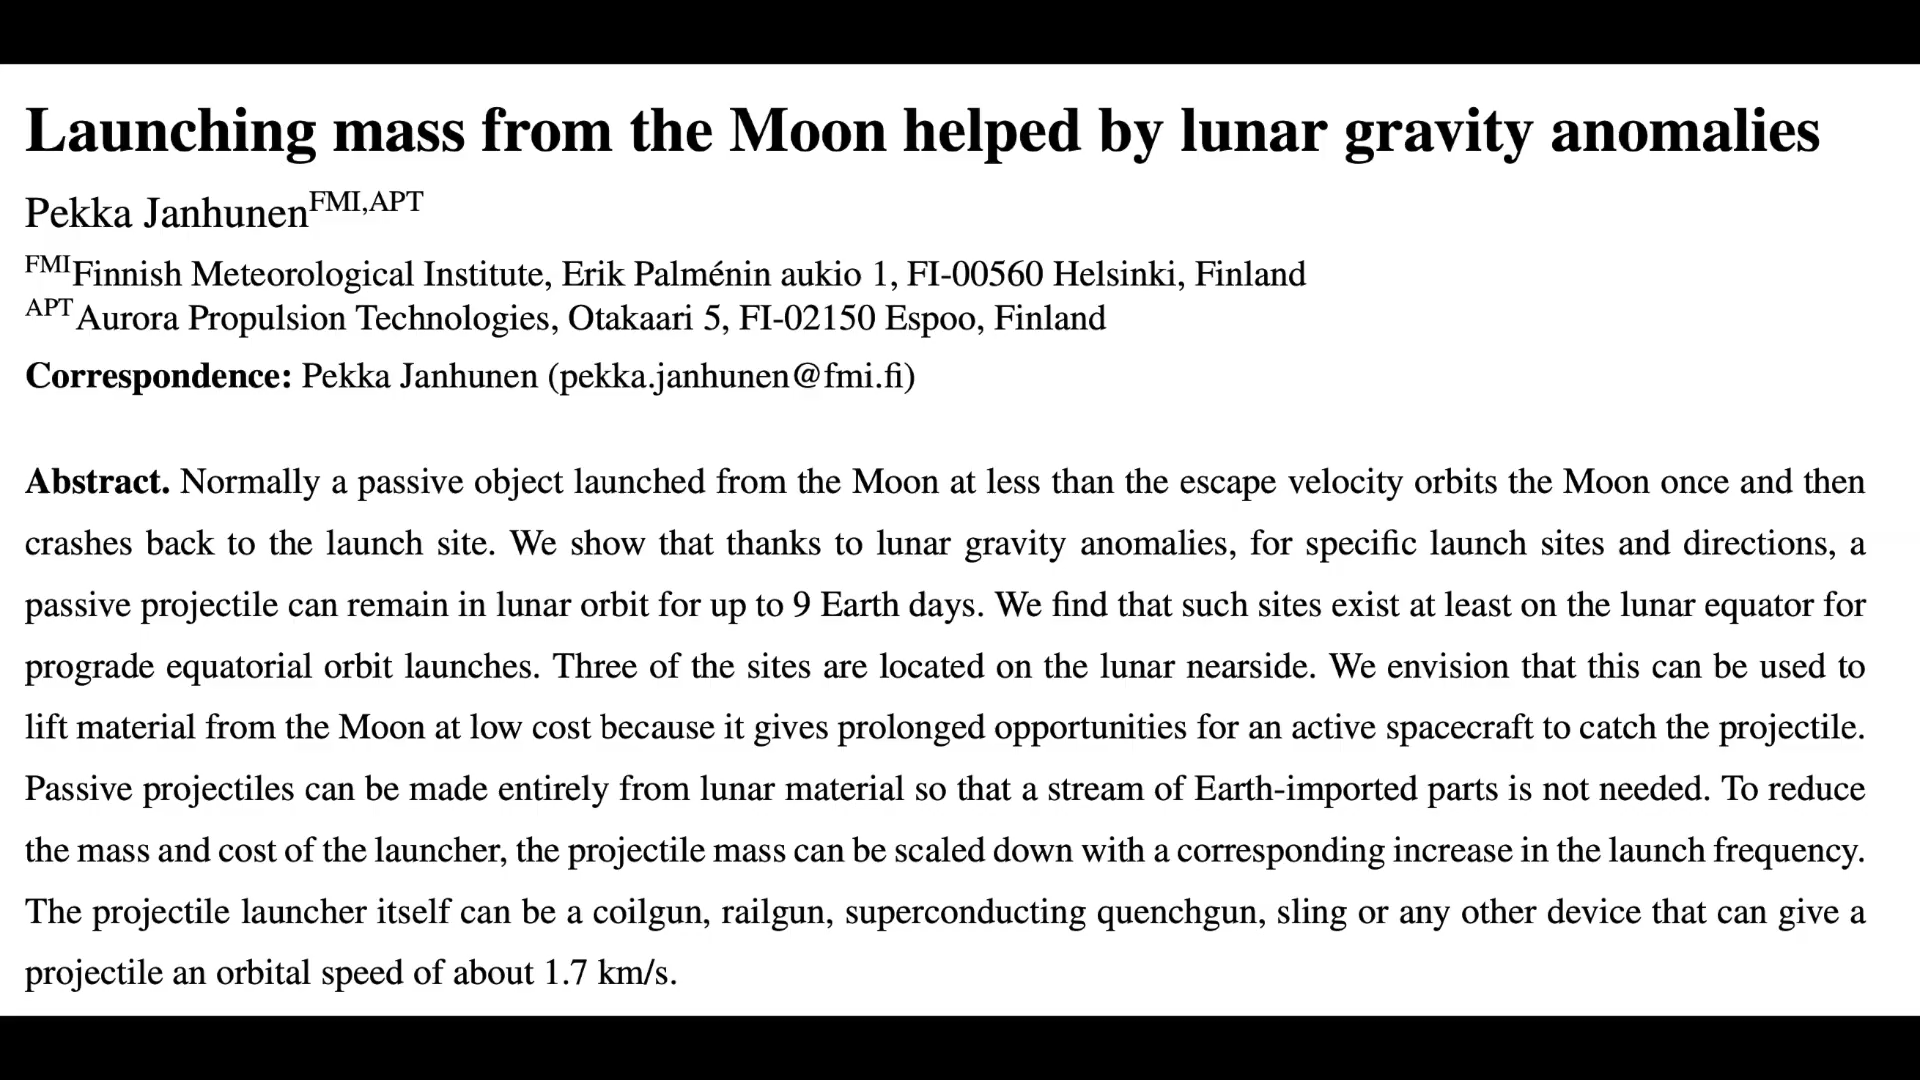 Launching mass from the Moon helped by lunar gravity anomalies
Pekka Janhunen^FMI,APT
^FMI Finnish Meteorological Institute, Erik Palménin aukio 1, FI-00560 Helsinki, Finland
^APT Aurora Propulsion Technologies, Otakaari 5, FI-02150 Espoo, Finland
Correspondence: Pekka Janhunen (pekka.janhunen@fmi.fi)
Abstract. Normally a passive object launched from the Moon at less than the escape velocity orbits the Moon once and then
crashes back to the launch site. We show that thanks to lunar gravity anomalies, for specific launch sites and directions, a
passive projectile can remain in lunar orbit for up to 9 Earth days. We find that such sites exist at least on the lunar equator for
prograde equatorial orbit launches. Three of the sites are located on the lunar nearside. We envision that this can be used to
lift material from the Moon at low cost because it gives prolonged opportunities for an active spacecraft to catch the projectile.
Passive projectiles can be made entirely from lunar material so that a stream of Earth-imported parts is not needed. To reduce
the mass and cost of the launcher, the projectile mass can be scaled down with a corresponding increase in the launch frequency.
The projectile launcher itself can be a coilgun, railgun, superconducting quenchgun, sling or any other device that can give a
projectile an orbital speed of about 1.7 km/s.